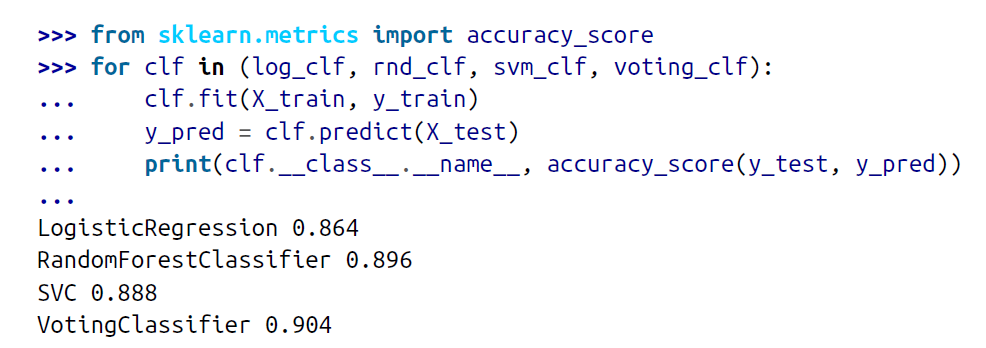 >>> from sklearn.metrics import accuracy_score
>>> for clf in (log_clf, rnd_clf, svm_clf, voting_clf):
...     clf.fit(X_train, y_train)
...     y_pred = clf.predict(X_test)
...     print(clf.__class__.__name__, accuracy_score(y_test, y_pred))
...
LogisticRegression 0.864
RandomForestClassifier 0.896
SVC 0.888
VotingClassifier 0.904